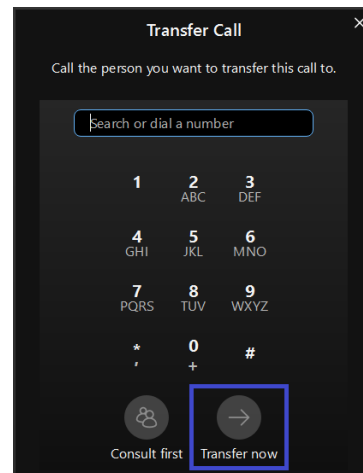 Transfer Call
Call the person you want to transfer this call to.
Search or dial a number
1 2 3
ABC DEF
4 5 6
GHI JKL MNO
7 8 9
PQRS TUV WXYZ
* 0 #
, +
Consult first Transfer now